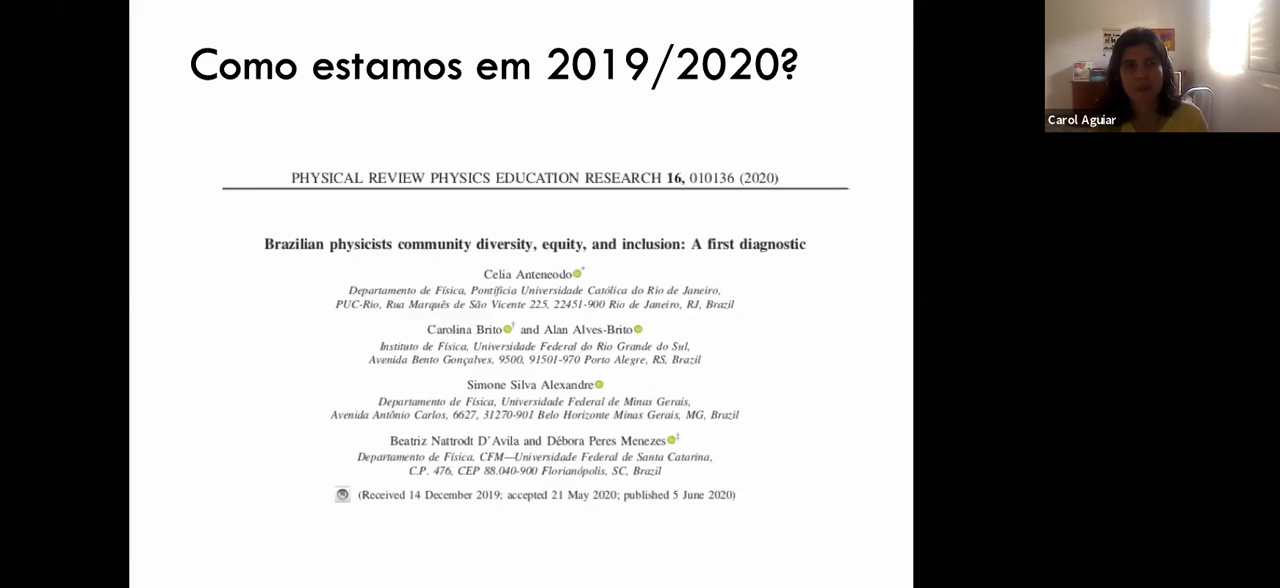 Como estamos em 2019/2020?
Carol Aguiar
PHYSICAL REVIEW PHYSICS EDUCATION RESEARCH 16, 010136 (2020)
Brazilian physicists community diversity, equity, and inclusion: A first diagnostic
Celia Anteneodo*
Departamento de Física, Pontifícia Universidade Católica do Rio de Janeiro,
PUC-Rio, Rua Marquês de São Vicente 225, 22451-900 Rio de Janeiro, RJ, Brazil
Carolina Brito† and Alan Alves-Brito
Instituto de Física, Universidade Federal do Rio Grande do Sul,
Avenida Bento Gonçalves, 9500, 91501-970 Porto Alegre, RS, Brazil
Simone Silva Alexandre
Departamento de Física, Universidade Federal de Minas Gerais,
Avenida Antônio Carlos, 6627, 31270-901 Belo Horizonte Minas Gerais, MG, Brazil
Beatriz Nattrodt D'Avila and Débora Peres Menezes‡
Departamento de Física, CFM—Universidade Federal de Santa Catarina,
C.P. 476, CEP 88.040-900 Florianópolis, SC, Brazil
(Received 14 December 2019; accepted 21 May 2020; published 5 June 2020)